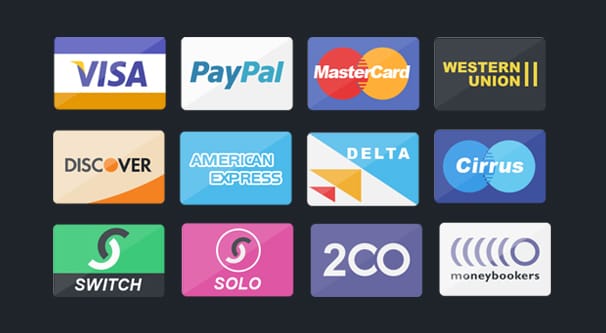 VISA
PayPal
MasterCard
WESTERN
UNION
DISCOVER
AMERICAN
EXPRESS
DELTA
Cirrus
SWITCH
SOLO
2CO
moneybookers